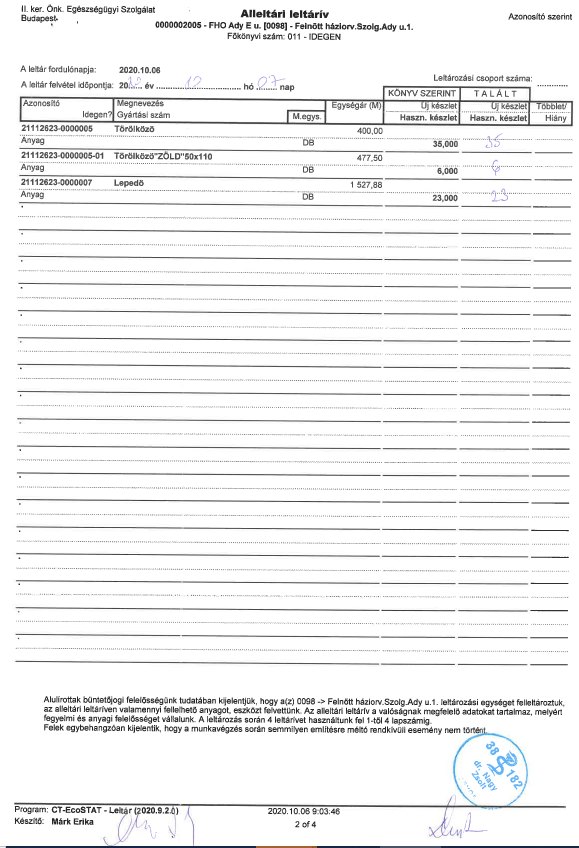 II. ker. Önk. Egészségügyi Szolgálat
Budapest
Alleltári leltárív
0000002005 - FHO Ady E u. [0098] - Felnőtt háziorv.Szolg.Ady u.1.
Főkönyvi szám: 011 - IDEGEN
Azonosító szerint
A leltár fordulónapja: 2020.10.06
Leltározási csoport száma: ............
A leltár felvétel időpontja: 20 év 12 hó 07 nap
KÖNYV SZERINT T A L Á L T
Azonosító Megnevezés Egységár (M) Új készlet Új készlet Többlet/
Idegen? Gyártási szám M.egys. Haszn. készlet Haszn. készlet Hiány
21112623-0000005 Törölköző 400,00
Anyag DB 35,000 35
21112623-0000005-01 Törölköző"ZÖLD"50x110 477,50
Anyag DB 6,000 6
21112623-0000007 Lepedő 1 527,88
Anyag DB 23,000 23
Alulírottak büntetőjogi felelősségünk tudatában kijelentjük, hogy a(z) 0098 -> Felnőtt háziorv.Szolg.Ady u.1. leltározási egységet felleltároztuk,
az alleltári leltáríven valamennyi fellelhető anyagot, eszközt felvettünk. Az alleltári leltárív a valóságnak megfelelő adatokat tartalmaz, melyért
fegyelmi és anyagi felelősséget vállalunk. A leltározás során 4 leltárívet használtunk fel 1-től 4 lapszámig.
Felek egybehangzóan kijelentik, hogy a munkavégzés során semmilyen említésre méltó rendkívüli esemény nem történt.
38
182
dr. Nagy
Zsolt
Program: CT-EcoSTAT - Leltár (2020.9.2.0) 2020.10.06 9:03:46
Készítő: Márk Erika 2 of 4